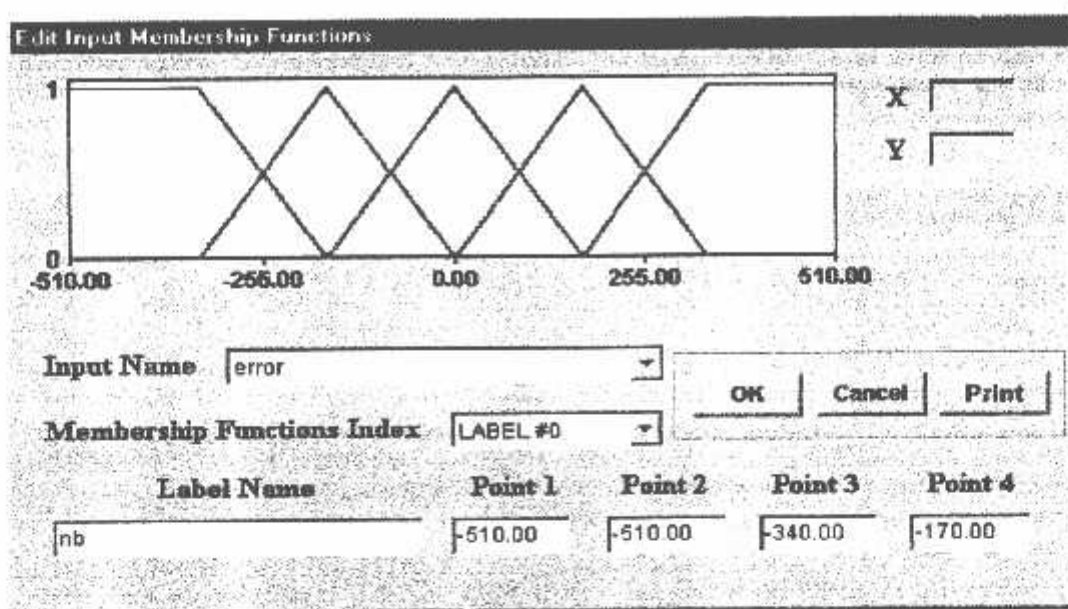 Edit Input Membership Functions
1
0
-510.00 -255.00 0.00 255.00 510.00
X
Y
Input Name error
OK Cancel Print
Membership Functions Index LABEL #0
Label Name Point 1 Point 2 Point 3 Point 4
nb -510.00 -510.00 -340.00 -170.00